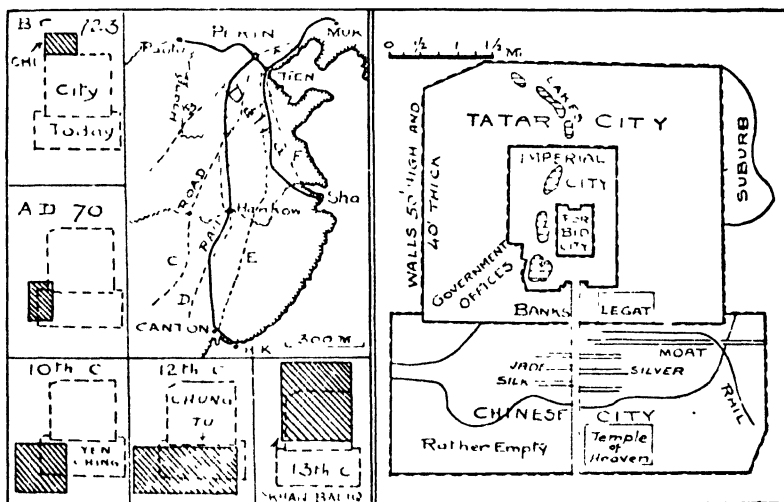 BC 723
CHI
City
Today
AD 70
10th C
YEN
CHING
12th C
CHUNG
TU
13th C
KHAN BALIQ
PEKIN
MUK
TIEN
Sha
Hankow
ROAD
RAIL
C
D
E
F
CANTON
H.K
300 M
0 ½ 1 1½ Mi
LAKES
TATAR CITY
WALLS 50' HIGH AND
40' THICK
SUBURB
IMPERIAL
CITY
FOR
BID
CITY
GOVERNMENT
OFFICES
BANKS
LEGAT
MOAT
JADE
SILVER
SILK
RAIL
CHINESE CITY
Rather Empty
Temple
of
Heaven